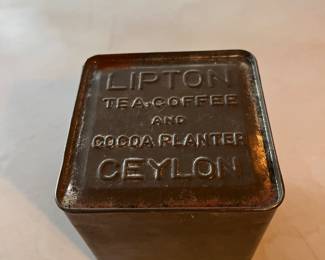 LIPTON
TEA·COFFEE
AND
COCOA PLANTER
CEYLON